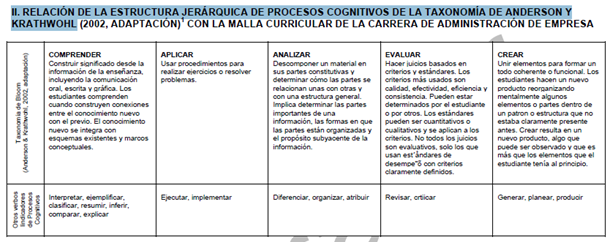 II. RELACIÓN DE LA ESTRUCTURA JERÁRQUICA DE PROCESOS COGNITIVOS DE LA TAXONOMÍA DE ANDERSON Y
KRATHWOHL (2002, ADAPTACIÓN)¹ CON LA MALLA CURRICULAR DE LA CARRERA DE ADMINISTRACIÓN DE EMPRESA
Taxonomía de Bloom
(Anderson & Krathwohl, 2002, adaptación)
COMPRENDER
Construir significado desde la
información de la enseñanza,
incluyendo la comunicación
oral, escrita y gráfica. Los
estudiantes comprenden
cuando construyen conexiones
entre el conocimiento nuevo
con el previo. El conocimiento
nuevo se integra con
esquemas existentes y marcos
conceptuales.
APLICAR
Usar procedimientos para
realizar ejercicios o resolver
problemas.
ANALIZAR
Descomponer un material en
sus partes constitutivas y
determinar cómo las partes se
relacionan unas con otras y
con una estructura general.
Implica determinar las partes
importantes de una
información, las formas en que
las partes están organizadas y
el propósito subyacente de la
información.
EVALUAR
Hacer juicios basados en
criterios y estándares. Los
criterios más usados son
calidad, efectividad, eficiencia y
consistencia. Pueden estar
determinados por el estudiante
o por otros. Los estándares
pueden ser cuantitativos o
cualitativos y se aplican a los
criterios. No todos los juicios
son evaluativos, solo los que
usan estándares de
desempeño con criterios
claramente definidos.
CREAR
Unir elementos para formar un
todo coherente o funcional. Los
estudiantes hacen un nuevo
producto reorganizando
mentalmente algunos
elementos o partes dentro de
un patron o estructura que no
estaba claramente presente
antes. Crear resulta en un
nuevo producto, algo que
puede ser observado y que es
más que los elementos que el
estudiante tenía al principio.
Otros verbos
Indicadores
de Procesos
Cognitivos
Interpretar, ejemplificar,
clasificar, resumir, inferir,
comparar, explicar
Ejecutar, implementar
Diferenciar, organizar, atribuir
Revisar, crticar
Generar, planear, producir